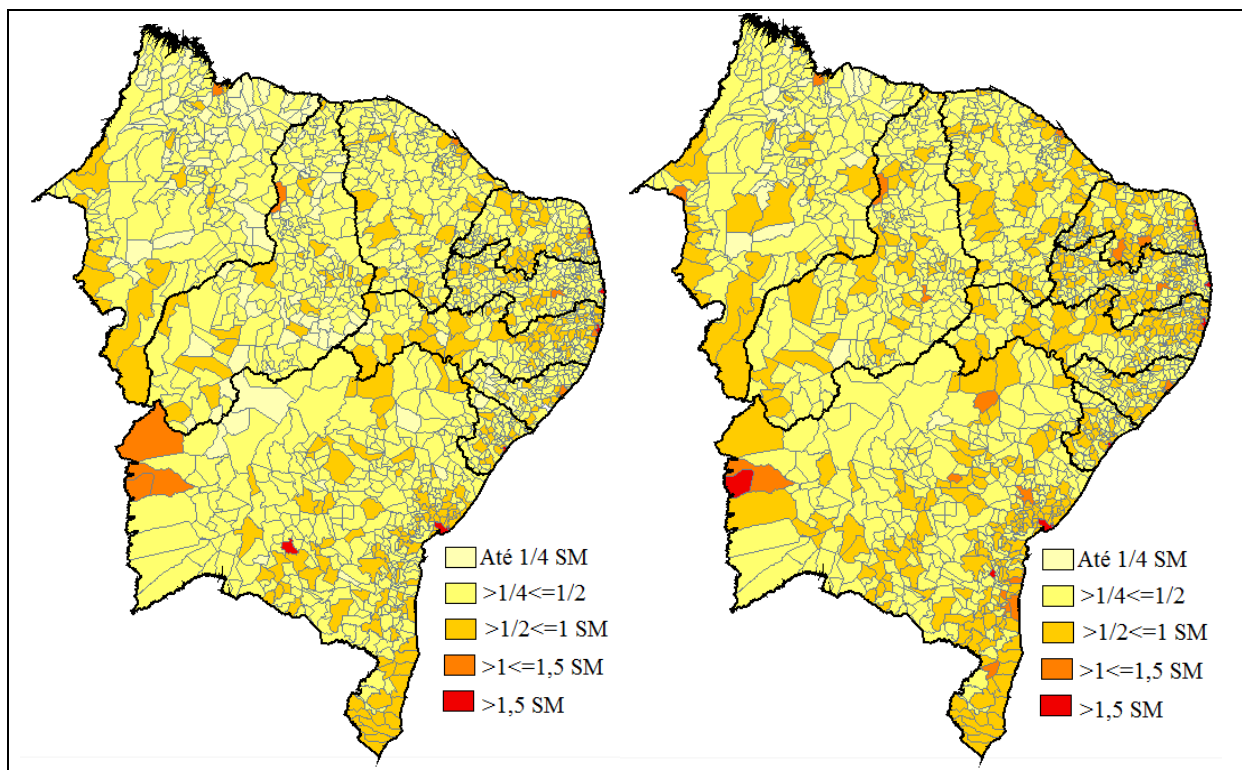 Até 1/4 SM
>1/4<=1/2
>1/2<=1 SM
>1<=1,5 SM
>1,5 SM
Até 1/4 SM
>1/4<=1/2
>1/2<=1 SM
>1<=1,5 SM
>1,5 SM